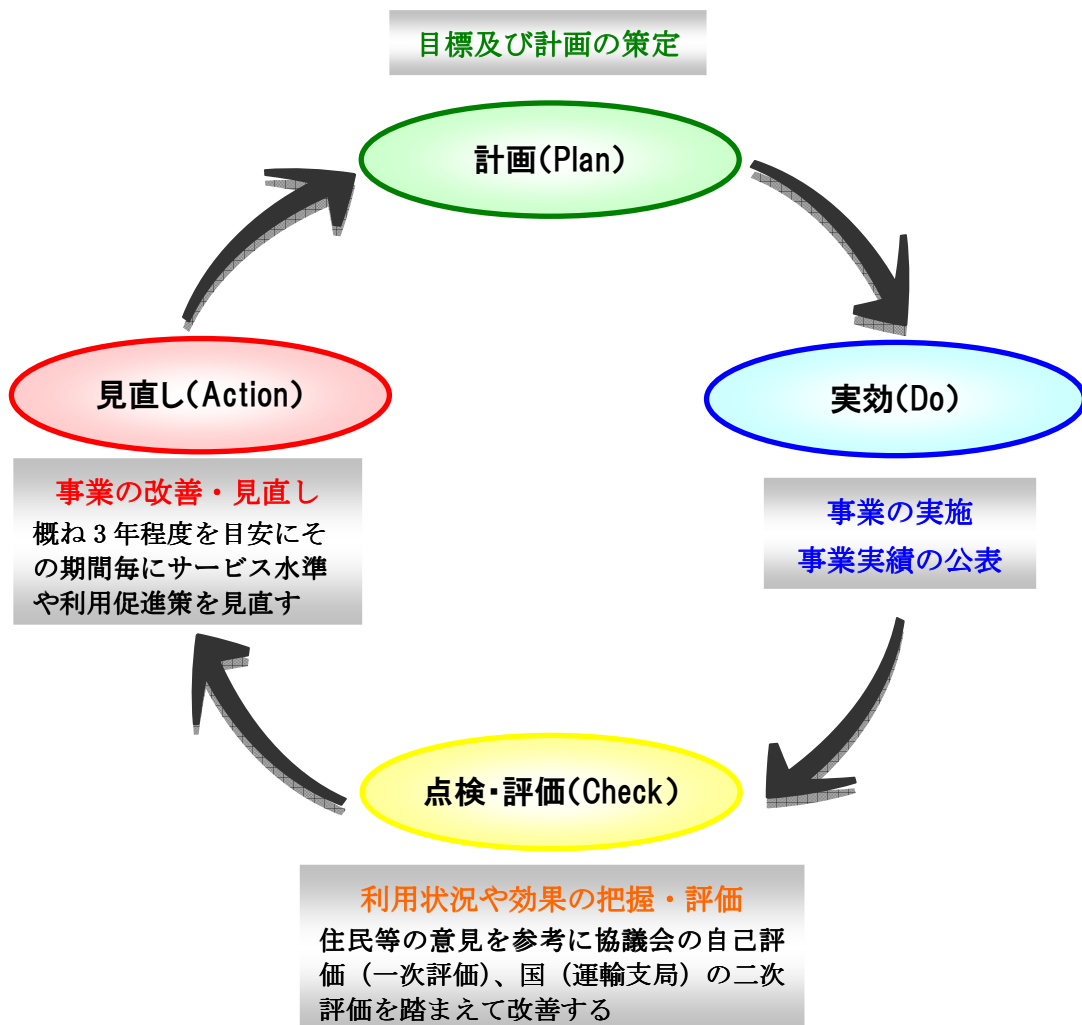 目標及び計画の策定
計画(Plan)
見直し(Action)
実効(Do)
事業の改善・見直し
概ね3年程度を目安にそ
の期間毎にサービス水準
や利用促進策を見直す
事業の実施
事業実績の公表
点検・評価(Check)
利用状況や効果の把握・評価
住民等の意見を参考に協議会の自己評
価（一次評価）、国（運輸支局）の二次
評価を踏まえて改善する